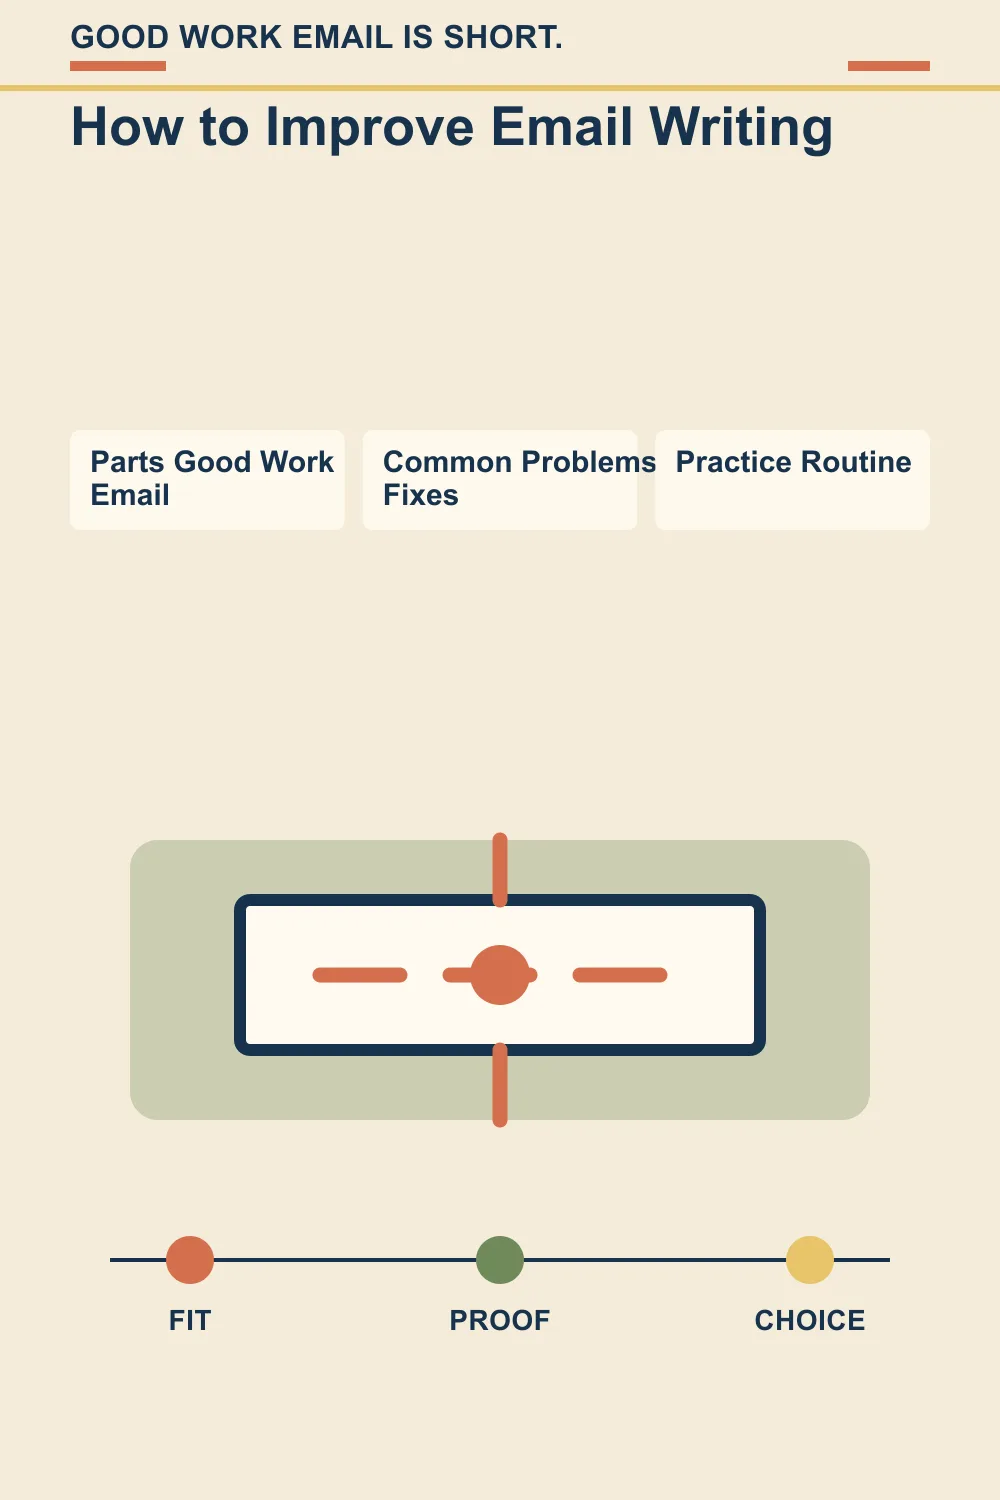 GOOD WORK EMAIL IS SHORT.
How to Improve Email Writing
Parts Good Work
Email
Common Problems
Fixes
Practice Routine
FIT
PROOF
CHOICE